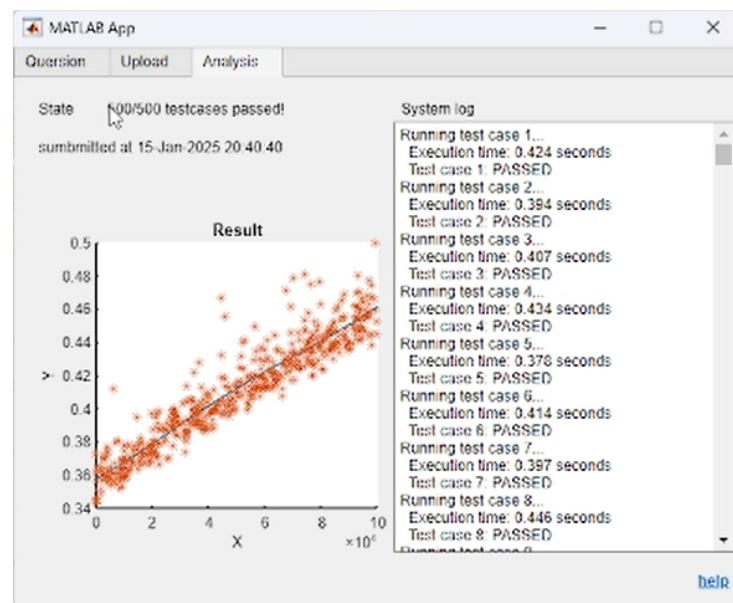 MATLAB App
Quersion Upload Analysis
State 500/500 testcases passed!
sumbmitled at 15-Jan-2025 20:40:40
Result
0.5
0.48
0.46
0.44
0.42
0.4
0.38
0.36
0.34
Y
0 2 4 6 8 10
X
System log
Running test case 1...
Execution time: 0.424 seconds
Test case 1: PASSED
Running test case 2...
Execution time: 0.394 seconds
Test case 2: PASSED
Running test case 3...
Execution time: 0.407 seconds
Test case 3: PASSED
Running test case 4...
Execution time: 0.434 seconds
Test case 4: PASSED
Running test case 5...
Execution time: 0.378 seconds
Test case 5: PASSED
Running test case 6...
Execution time: 0.414 seconds
Test case 6: PASSED
Running test case 7...
Execution time: 0.397 seconds
Test case 7: PASSED
Running test case 8...
Execution time: 0.446 seconds
Test case 8: PASSED
help